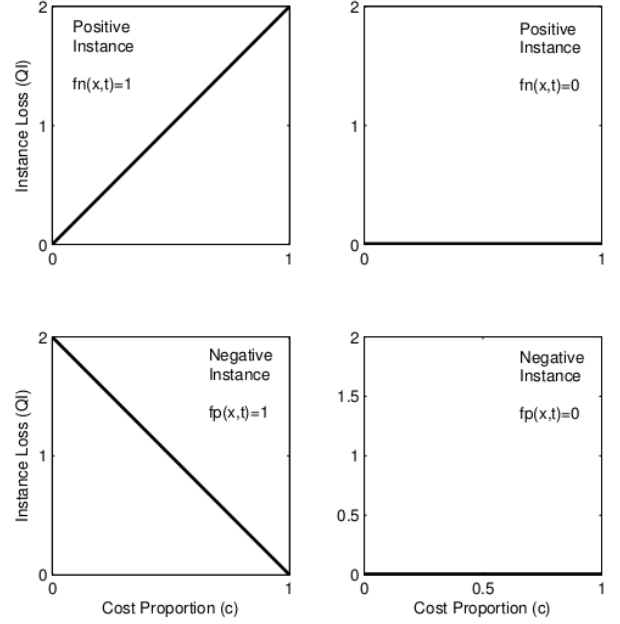 2
Positive
Instance
fn(x,t)=1
1
0
0
1
Instance Loss (QI)
2
Positive
Instance
fn(x,t)=0
1
0
0
1
2
Negative
Instance
fp(x,t)=1
1
0
0
1
Instance Loss (QI)
Cost Proportion (c)
2
Negative
Instance
fp(x,t)=0
1.5
1
0.5
0
0
0.5
1
Cost Proportion (c)